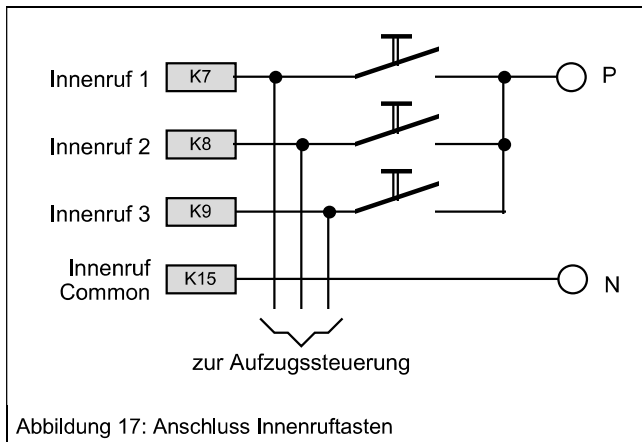 Innenruf 1 K7 P
Innenruf 2 K8
Innenruf 3 K9
Innenruf
Common K15 N
zur Aufzugssteuerung
Abbildung 17: Anschluss Innenruftasten